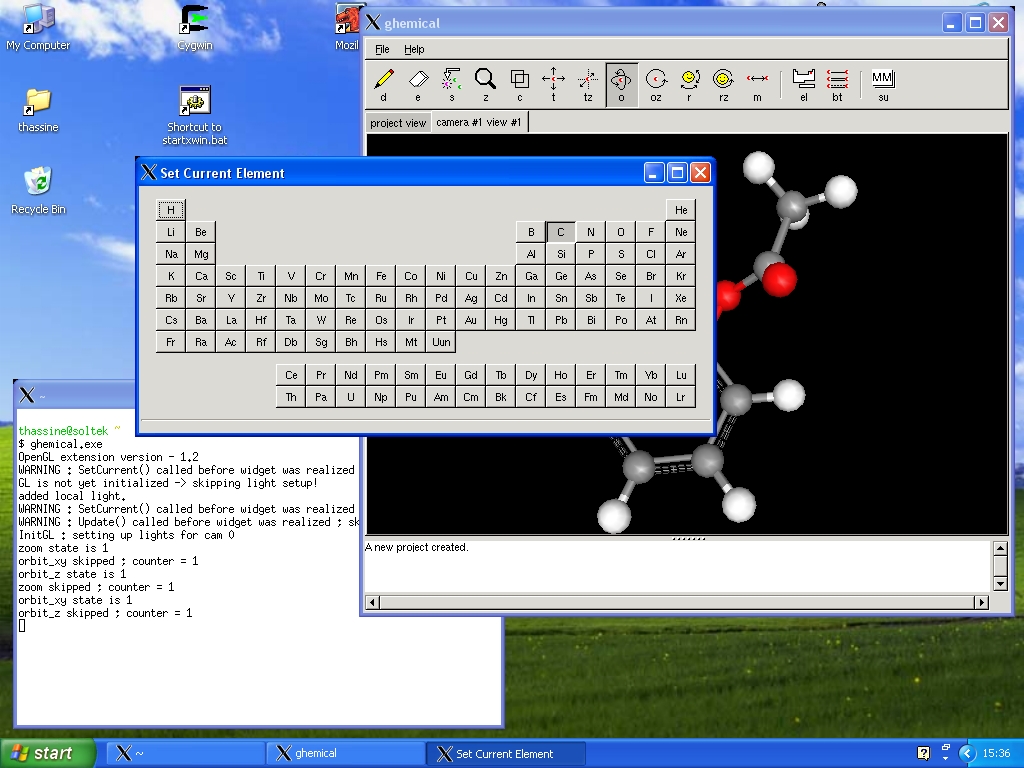 My Computer
Cygwin
Mozil
thassine
Shortcut to
startxwin.bat
Recycle Bin
ghemical
File Help
d e s z c t tz o oz r rz m el bt su
MM
project view camera #1 view #1
Set Current Element
H He
Li Be B C N O F Ne
Na Mg Al Si P S Cl Ar
K Ca Sc Ti V Cr Mn Fe Co Ni Cu Zn Ga Ge As Se Br Kr
Rb Sr Y Zr Nb Mo Tc Ru Rh Pd Ag Cd In Sn Sb Te I Xe
Cs Ba La Hf Ta W Re Os Ir Pt Au Hg Tl Pb Bi Po At Rn
Fr Ra Ac Rf Db Sg Bh Hs Mt Uun
Ce Pr Nd Pm Sm Eu Gd Tb Dy Ho Er Tm Yb Lu
Th Pa U Np Pu Am Cm Bk Cf Es Fm Md No Lr
~
thassine@soltek ~
$ ghemical.exe
OpenGL extension version - 1.2
WARNING : SetCurrent() called before widget was realized
GL is not yet initialized -> skipping light setup!
added local light.
WARNING : SetCurrent() called before widget was realized
WARNING : Update() called before widget was realized ; sk
InitGL : setting up lights for cam 0
zoom state is 1
orbit_xy skipped ; counter = 1
orbit_z state is 1
zoom skipped ; counter = 1
orbit_xy state is 1
orbit_z skipped ; counter = 1
A new project created.
start
~
ghemical
Set Current Element
15:36